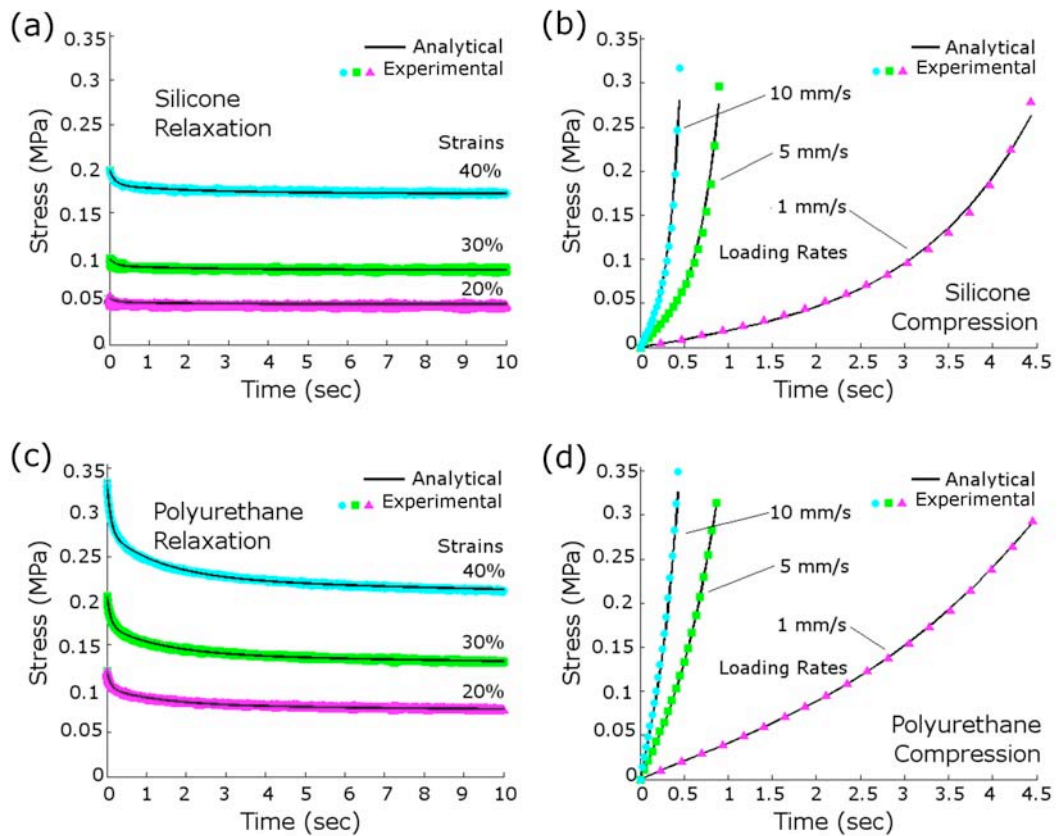 (a)
0.35
0.3
0.25
0.2
0.15
0.1
0.05
0
Stress (MPa)
Analytical
Experimental
Silicone
Relaxation
Strains
40%
30%
20%
0 1 2 3 4 5 6 7 8 9 10
Time (sec)
(b)
0.35
0.3
0.25
0.2
0.15
0.1
0.05
0
Stress (MPa)
Analytical
Experimental
10 mm/s
5 mm/s
1 mm/s
Loading Rates
Silicone
Compression
0 0.5 1 1.5 2 2.5 3 3.5 4 4.5
Time (sec)
(c)
0.35
0.3
0.25
0.2
0.15
0.1
0.05
0
Stress (MPa)
Analytical
Experimental
Polyurethane
Relaxation
Strains
40%
30%
20%
0 1 2 3 4 5 6 7 8 9 10
Time (sec)
(d)
0.35
0.3
0.25
0.2
0.15
0.1
0.05
0
Stress (MPa)
Analytical
Experimental
10 mm/s
5 mm/s
1 mm/s
Loading Rates
Polyurethane
Compression
0 0.5 1 1.5 2 2.5 3 3.5 4 4.5
Time (sec)